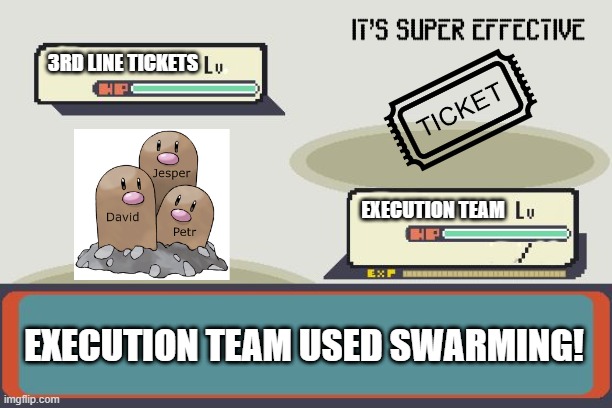 IT'S SUPER EFFECTIVE
3RD LINE TICKETS Lv
HP
TICKET
Jesper
David
Petr
EXECUTION TEAM Lv
HP
EXP
EXECUTION TEAM USED SWARMING!
imgflip.com